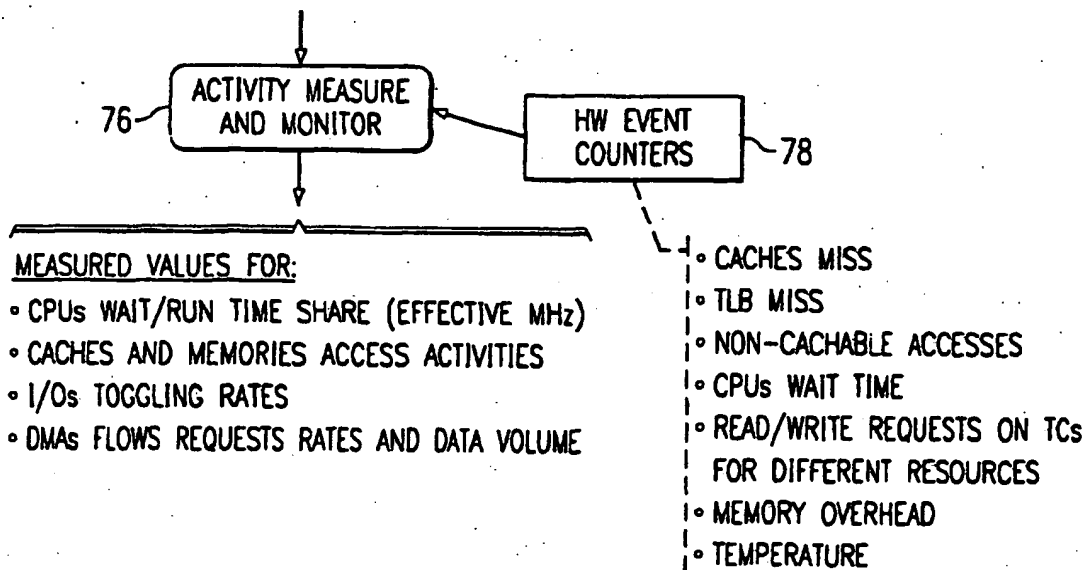 ACTIVITY MEASURE
AND MONITOR
76
HW EVENT
COUNTERS
78
MEASURED VALUES FOR:
∘ CPUs WAIT/RUN TIME SHARE (EFFECTIVE MHz)
∘ CACHES AND MEMORIES ACCESS ACTIVITIES
∘ I/Os TOGGLING RATES
∘ DMAs FLOWS REQUESTS RATES AND DATA VOLUME
∘ CACHES MISS
∘ TLB MISS
∘ NON-CACHABLE ACCESSES
∘ CPUs WAIT TIME
∘ READ/WRITE REQUESTS ON TCs
FOR DIFFERENT RESOURCES
∘ MEMORY OVERHEAD
∘ TEMPERATURE